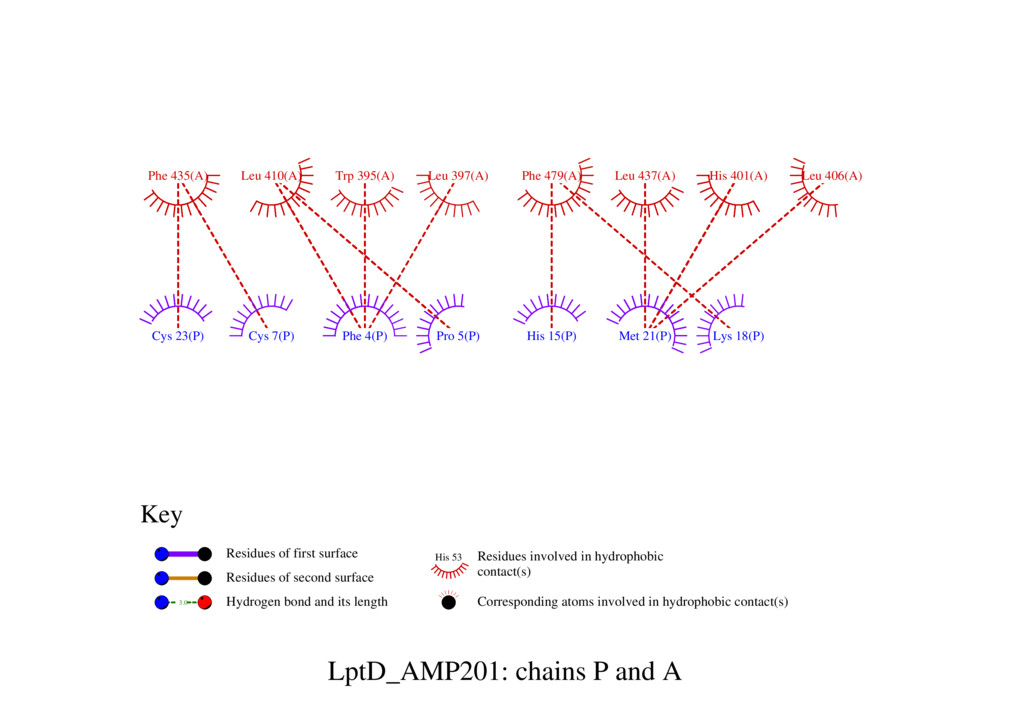 Phe 435(A) Leu 410(A) Trp 395(A) Leu 397(A) Phe 479(A) Leu 437(A) His 401(A) Leu 406(A)
Cys 23(P) Cys 7(P) Phe 4(P) Pro 5(P) His 15(P) Met 21(P) Lys 18(P)
Key
Residues of first surface
Residues of second surface
3.0
Hydrogen bond and its length
His 53
Residues involved in hydrophobic
contact(s)
Corresponding atoms involved in hydrophobic contact(s)
LptD_AMP201: chains P and A